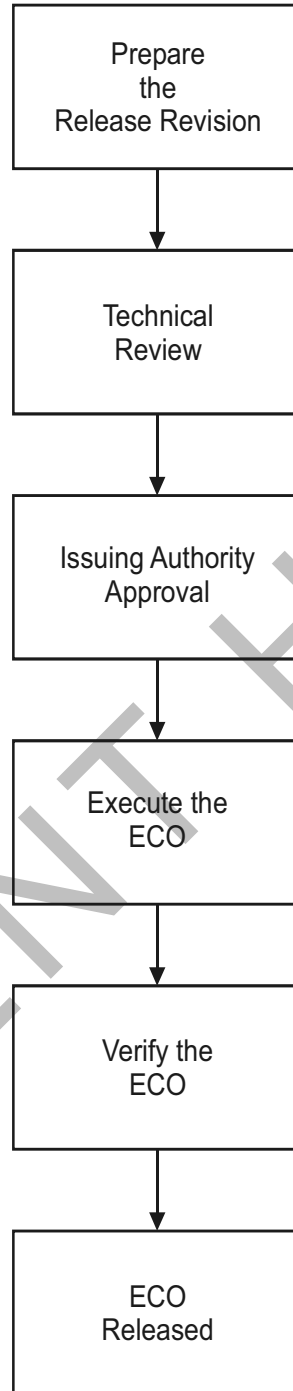 Prepare
the
Release Revision
Technical
Review
Issuing Authority
Approval
Execute the
ECO
Verify the
ECO
ECO
Released